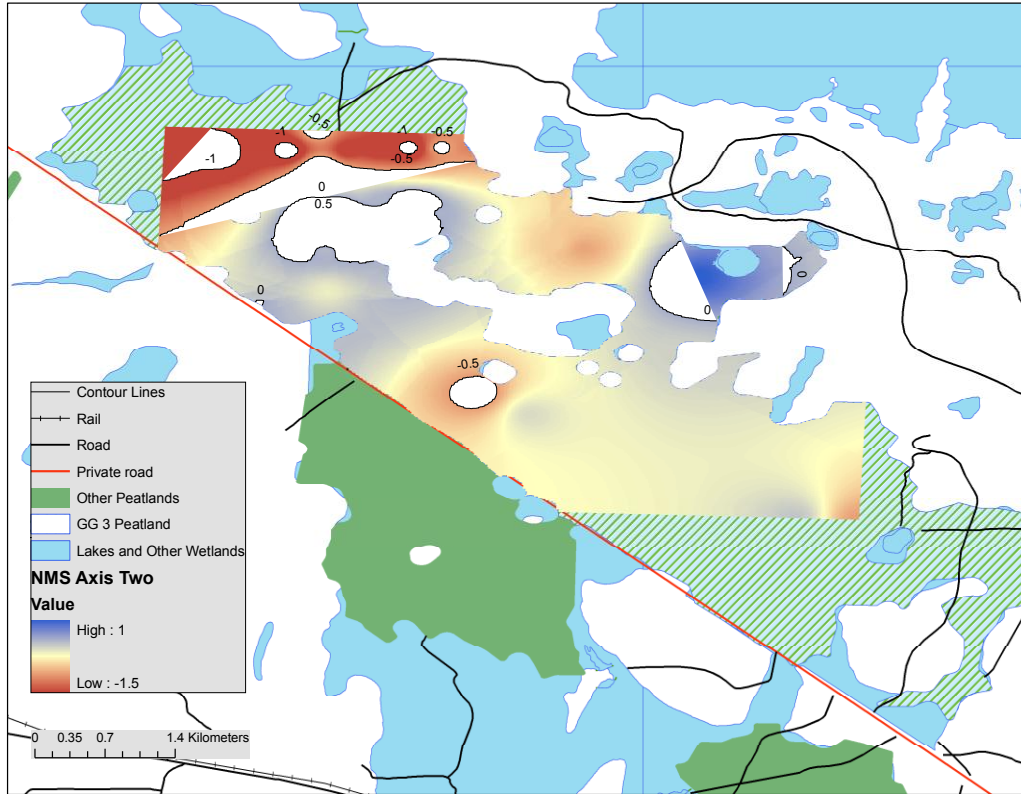 -0.5
-1
-1
-0.5
-1
-0.5
0
0.5
0
0
0
-0.5
Contour Lines
Rail
Road
Private road
Other Peatlands
GG 3 Peatland
Lakes and Other Wetlands
NMS Axis Two
Value
High : 1
Low : -1.5
0 0.35 0.7 1.4 Kilometers